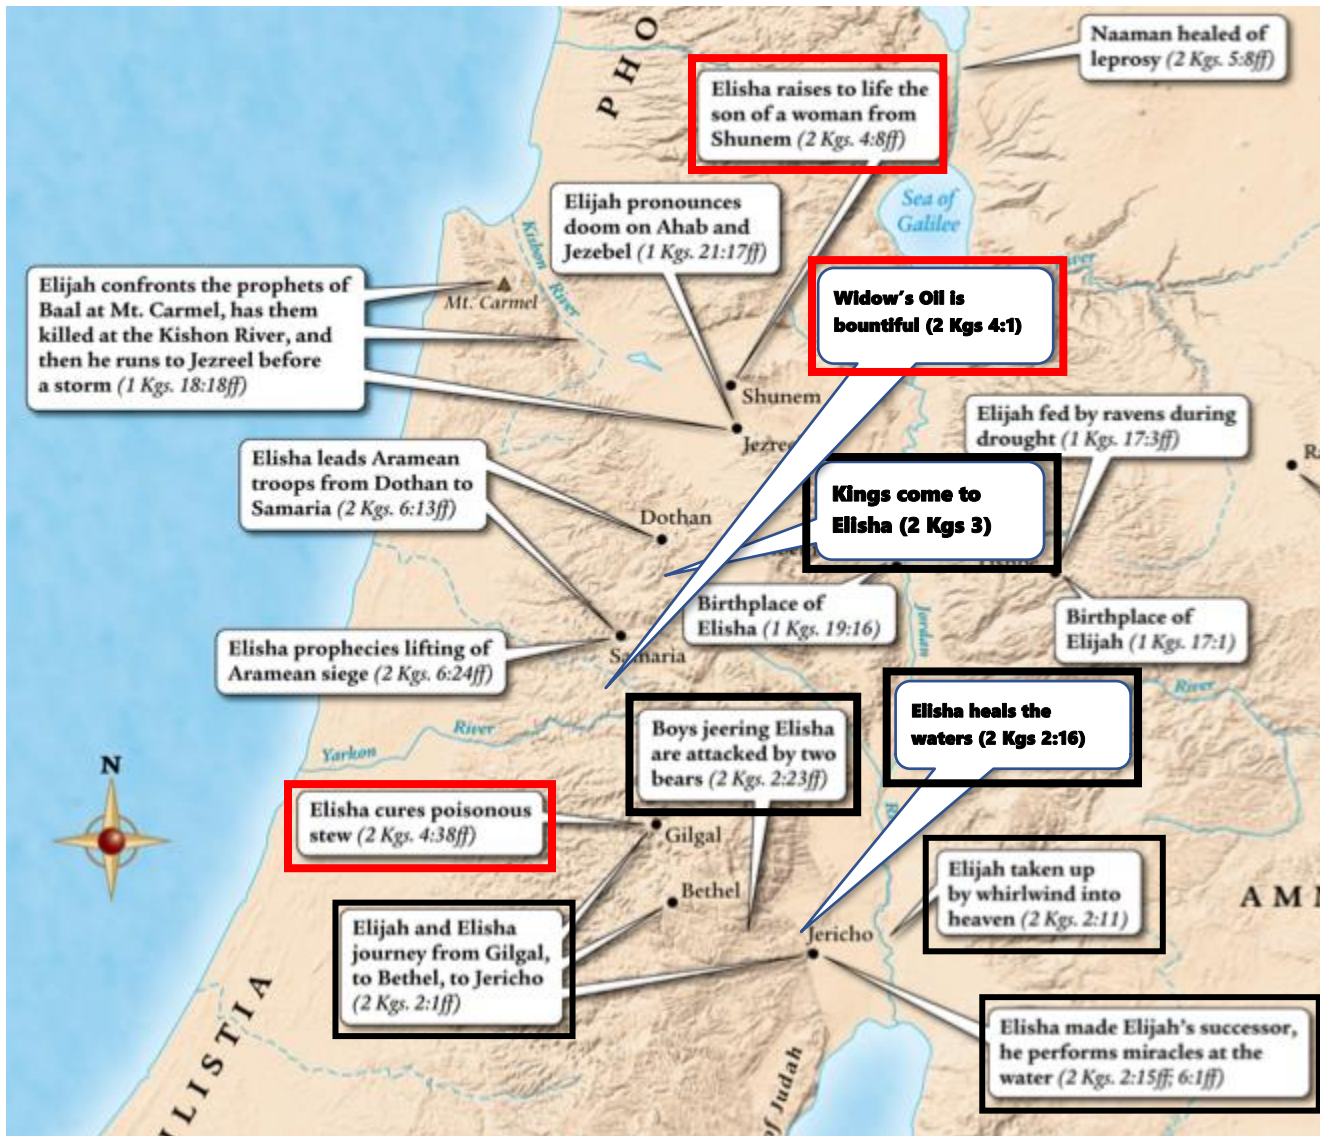 PHO
Naaman healed of
leprosy (2 Kgs. 5:8ff)
Elisha raises to life the
son of a woman from
Shunem (2 Kgs. 4:8ff)
Sea of
Galilee
Elijah pronounces
doom on Ahab and
Jezebel (1 Kgs. 21:17ff)
Kishon River
River
Elijah confronts the prophets of
Baal at Mt. Carmel, has them
killed at the Kishon River, and
then he runs to Jezreel before
a storm (1 Kgs. 18:18ff)
Mt. Carmel
Widow's Oil is
bountiful (2 Kgs 4:1)
Shunem
Jezree
Elijah fed by ravens during
drought (1 Kgs. 17:3ff)
Ra
Elisha leads Aramean
troops from Dothan to
Samaria (2 Kgs. 6:13ff)
Dothan
Kings come to
Elisha (2 Kgs 3)
Birthplace of
Elisha (1 Kgs. 19:16)
Jordan
Birthplace of
Elijah (1 Kgs. 17:1)
Elisha prophecies lifting of
Aramean siege (2 Kgs. 6:24ff)
Samaria
River
Elisha heals the
waters (2 Kgs 2:16)
Boys jeering Elisha
are attacked by two
bears (2 Kgs. 2:23ff)
Yarkon River
N
Elisha cures poisonous
stew (2 Kgs. 4:38ff)
Gilgal
Bethel
Elijah taken up
by whirlwind into
heaven (2 Kgs. 2:11)
AMM
Elijah and Elisha
journey from Gilgal,
to Bethel, to Jericho
(2 Kgs. 2:1ff)
Jericho
Elisha made Elijah's successor,
he performs miracles at the
water (2 Kgs. 2:15ff; 6:1ff)
ILISTIA
of Judah